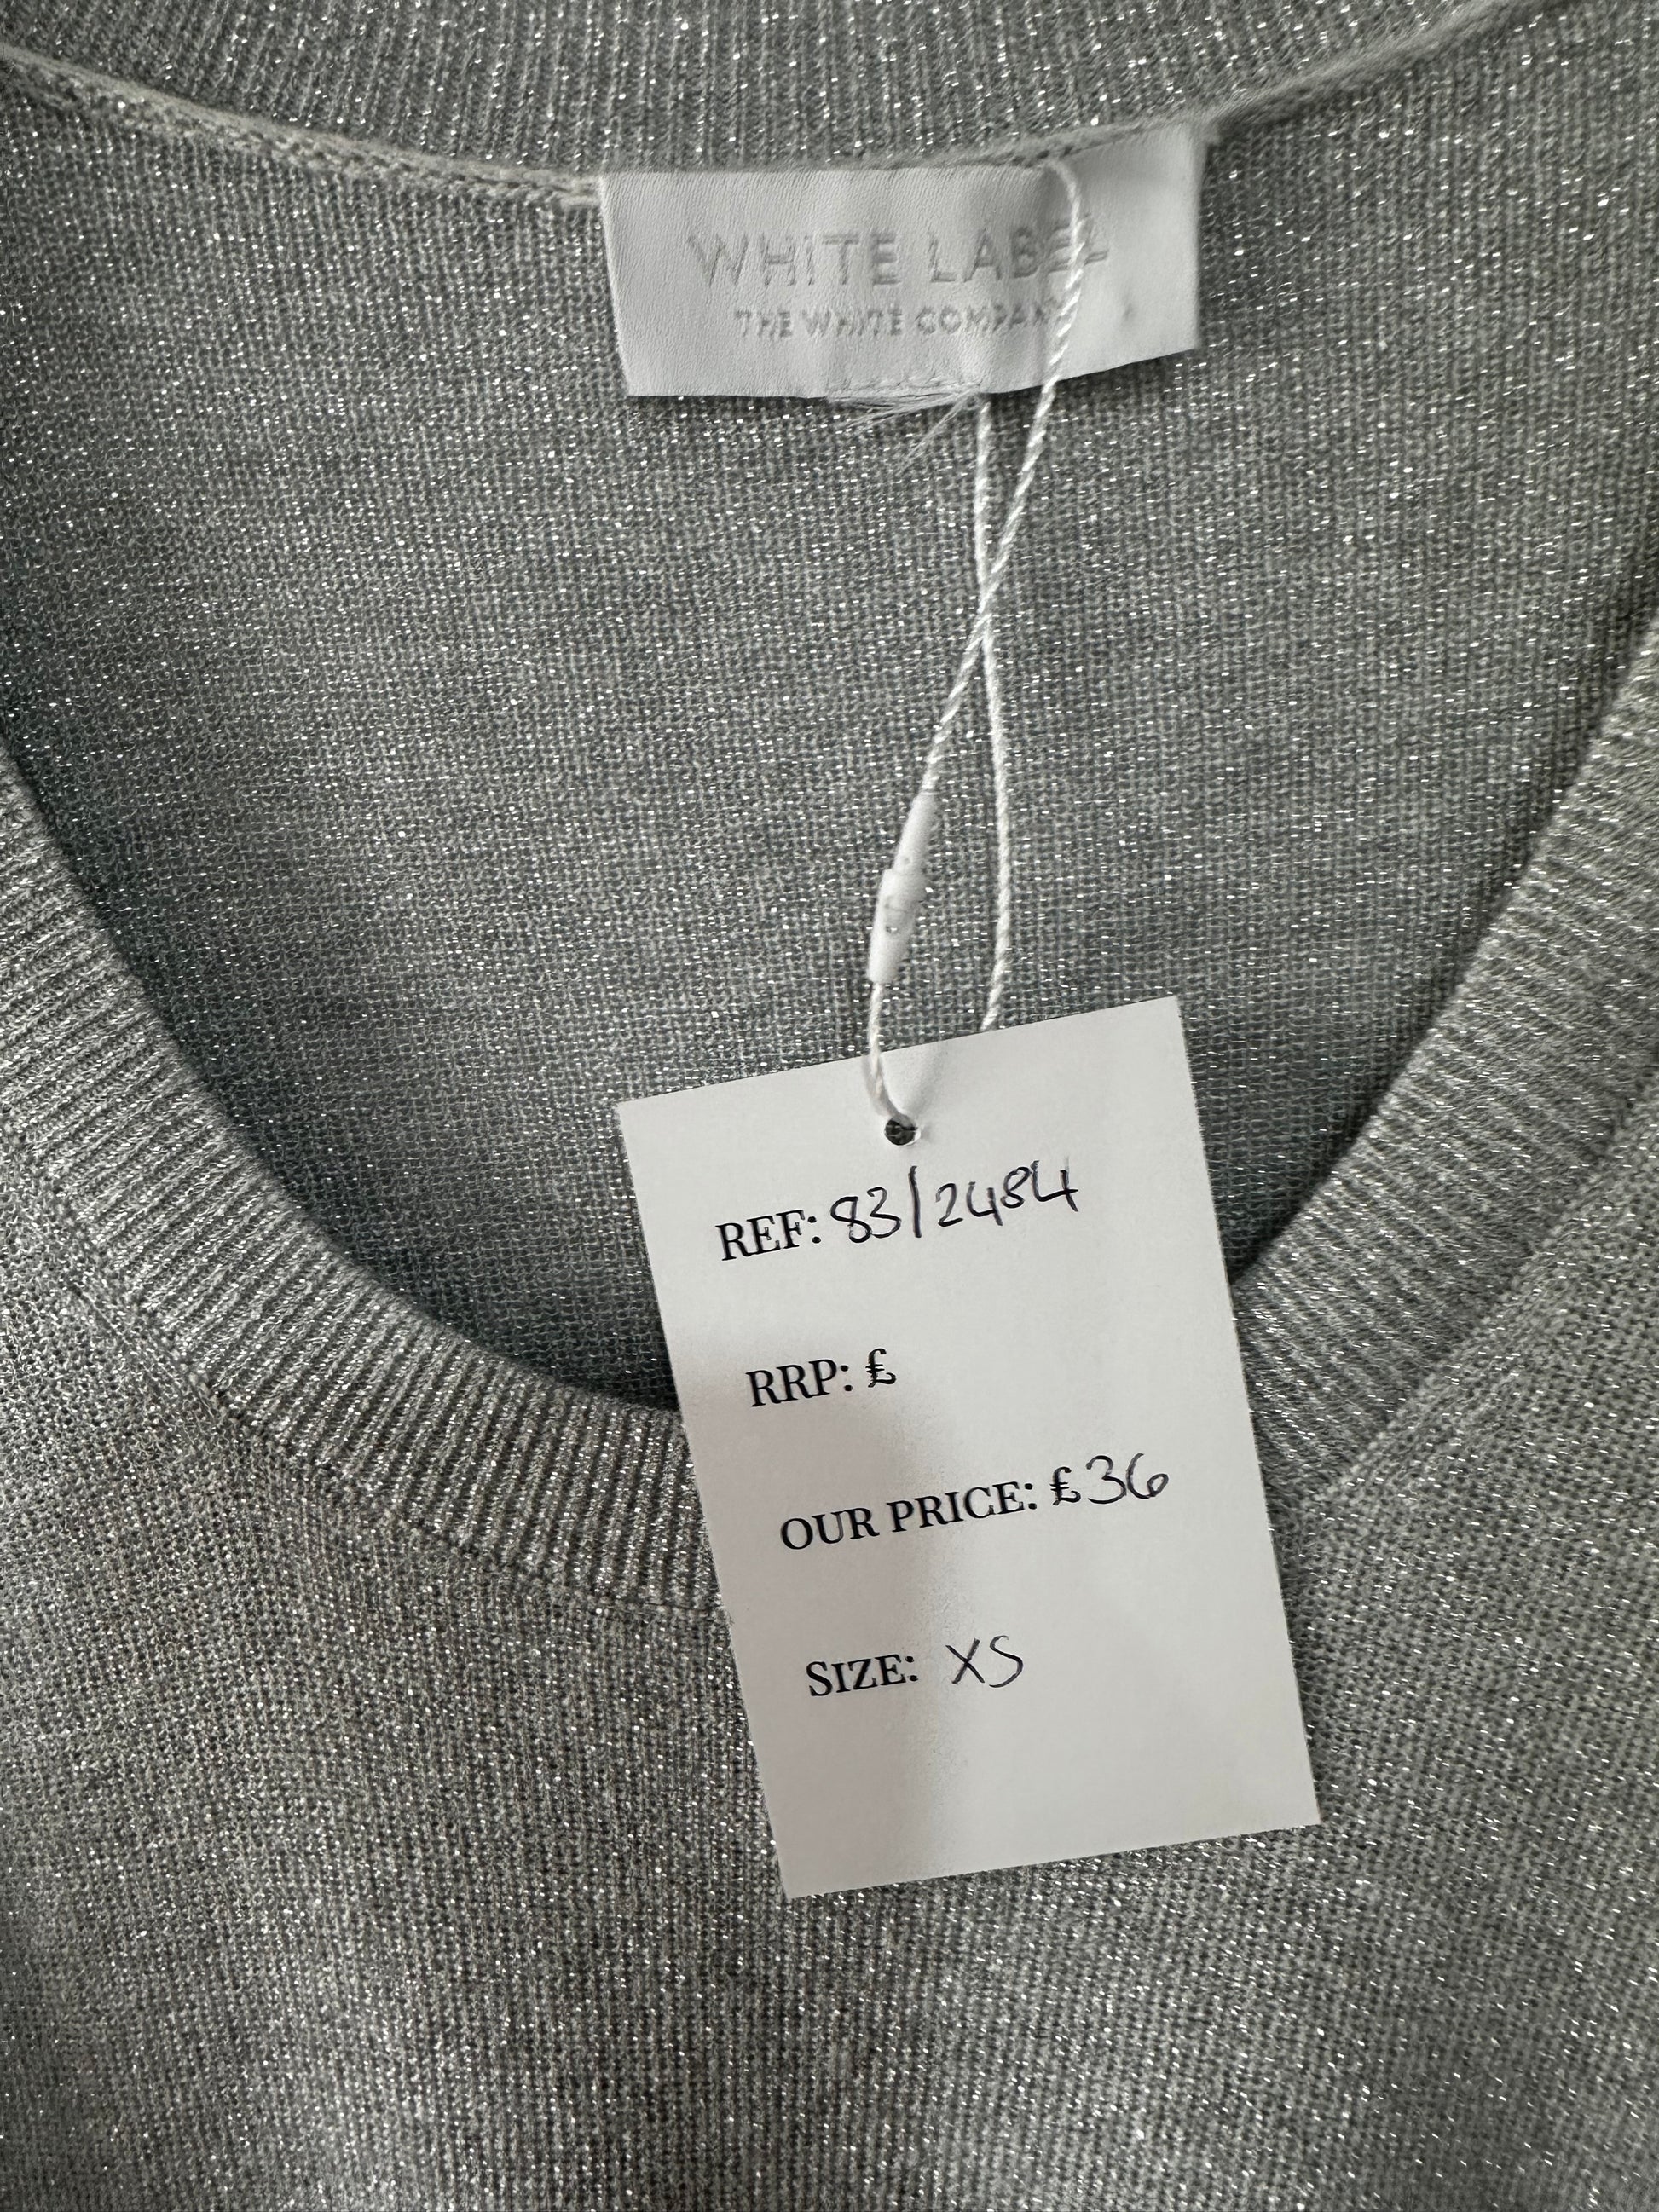 WHITE LABEL
THE WHITE COMPANY
REF: 83/2484
RRP: £
OUR PRICE: £36
SIZE: XS